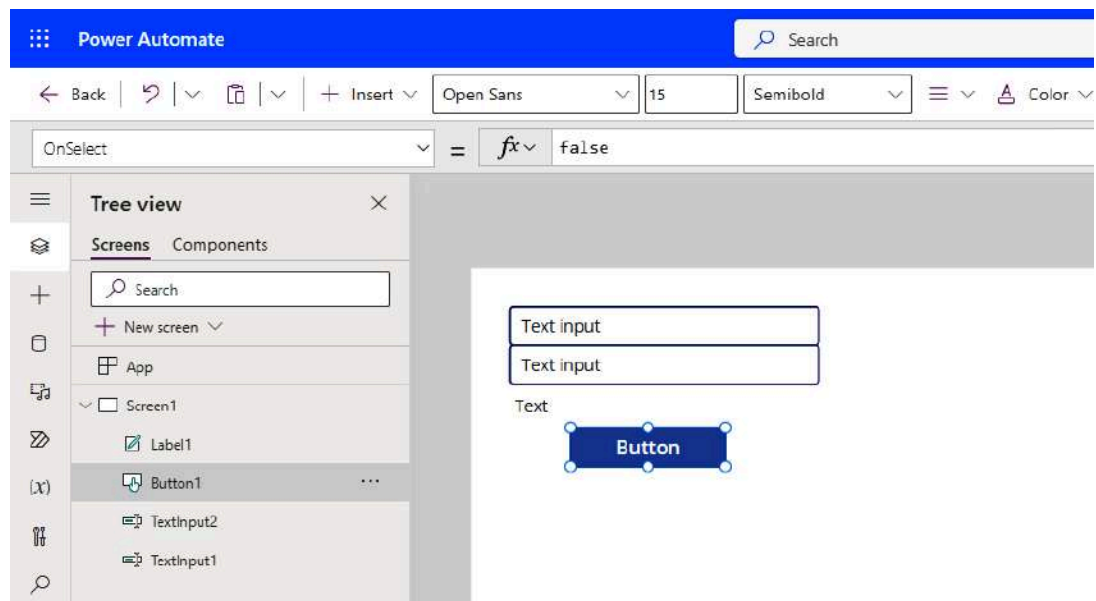 Power Automate
Search
Back
Insert
Open Sans
15
Semibold
Color
OnSelect
=
fx
false
Tree view
Screens
Components
Search
New screen
App
Screen1
Label1
Button1
TextInput2
TextInput1
(x)
Text input
Text input
Text
Button